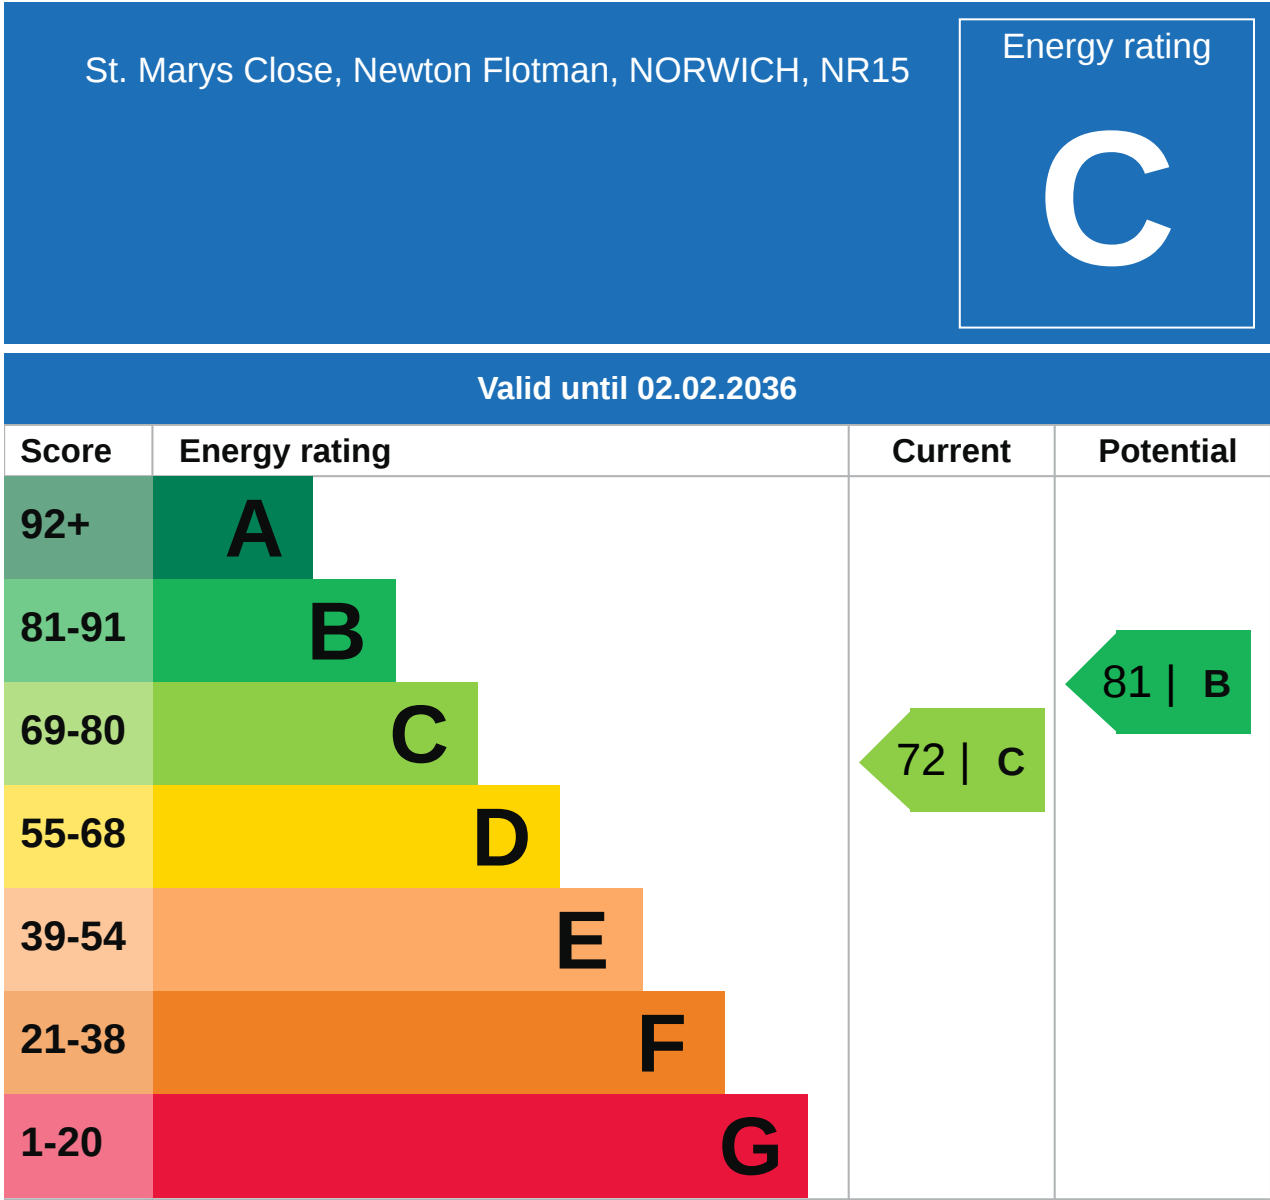 St. Marys Close, Newton Flotman, NORWICH, NR15
Energy rating
C
Valid until 02.02.2036
Score Energy rating Current Potential
92+ A
81-91 B
81 | B
69-80 C
72 | C
55-68 D
39-54 E
21-38 F
1-20 G